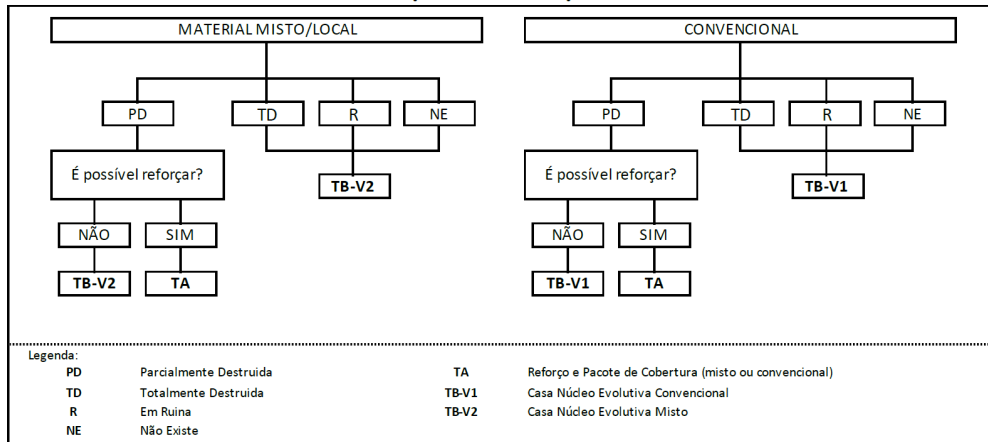 MATERIAL MISTO/LOCAL
CONVENCIONAL
PD
TD
R
NE
PD
TD
R
NE
É possível reforçar?
TB-V2
É possível reforçar?
TB-V1
NÃO
SIM
NÃO
SIM
TB-V2
TA
TB-V1
TA
Legenda:
PD Parcialmente Destruida TA Reforço e Pacote de Cobertura (misto ou convencional)
TD Totalmente Destruida TB-V1 Casa Núcleo Evolutiva Convencional
R Em Ruina TB-V2 Casa Núcleo Evolutiva Misto
NE Não Existe